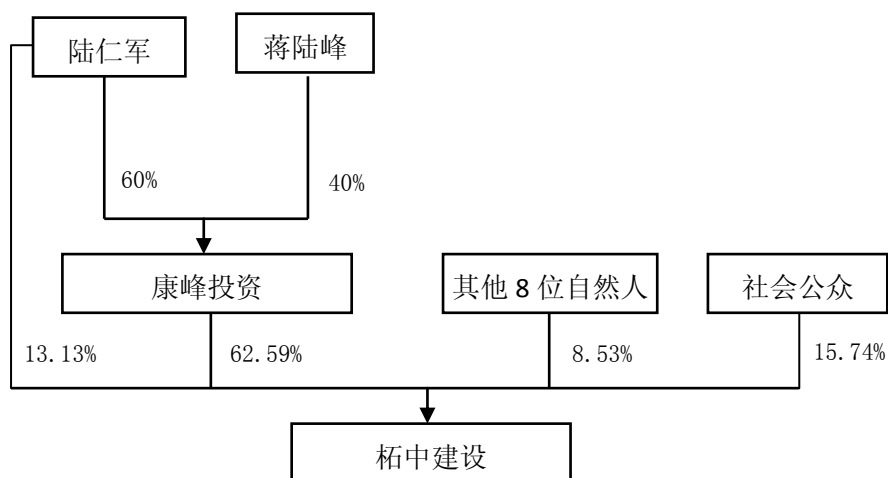 陆仁军
蒋陆峰
60%
40%
康峰投资
其他 8 位自然人
社会公众
13.13%
62.59%
8.53%
15.74%
柘中建设